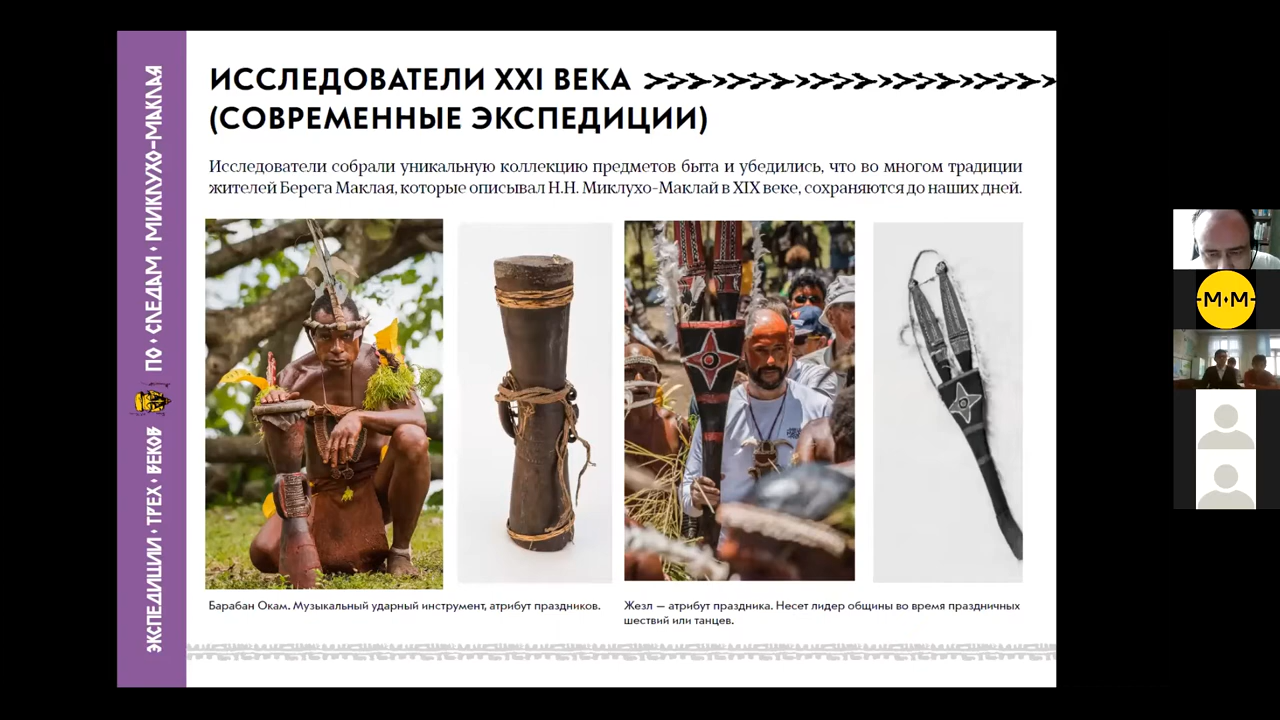 ИССЛЕДОВАТЕЛИ XXI ВЕКА
(СОВРЕМЕННЫЕ ЭКСПЕДИЦИИ)
Исследователи собрали уникальную коллекцию предметов быта и убедились, что во многом традиции
жителей Берега Маклая, которые описывал Н.Н. Миклухо-Маклай в XIX веке, сохраняются до наших дней.
Барабан Окам. Музыкальный ударный инструмент, атрибут праздников.
Жезл — атрибут праздника. Несет лидер общины во время праздничных
шествий или танцев.
ЭКСПЕДИЦИИ • ТРЕХ • ВЕКОВ
ПО • СЛЕДАМ • МИКЛУХО-МАКЛАЯ
-М•М-